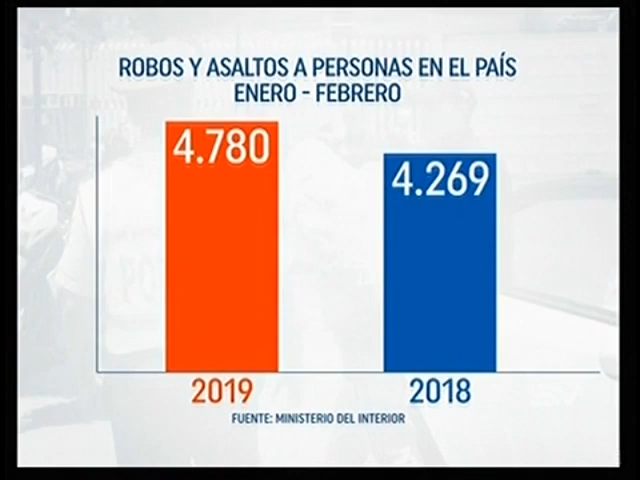 ROBOS Y ASALTOS A PERSONAS EN EL PAÍS
ENERO - FEBRERO
4.780
4.269
2019
2018
FUENTE: MINISTERIO DEL INTERIOR